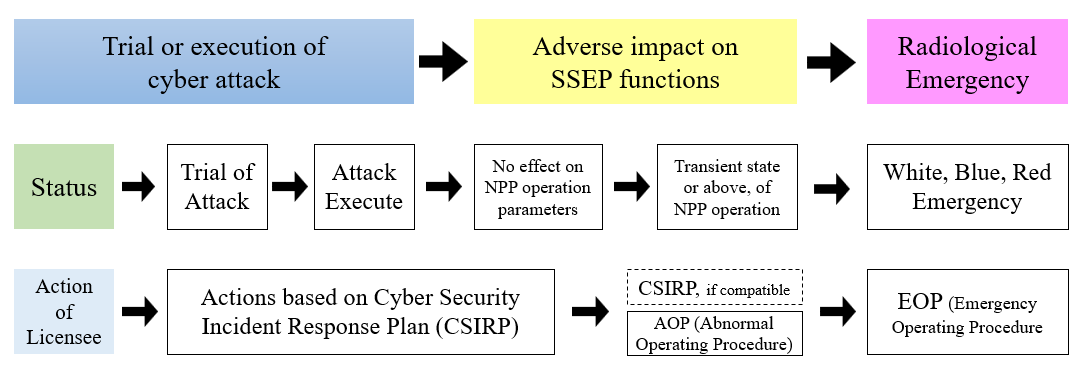 Trial or execution of
cyber attack
Adverse impact on
SSEP functions
Radiological
Emergency
Status
Trial of
Attack
Attack
Execute
No effect on
NPP operation
parameters
Transient state
or above, of
NPP operation
White, Blue, Red
Emergency
Action
of
Licensee
Actions based on Cyber Security
Incident Response Plan (CSIRP)
CSIRP, if compatible
AOP (Abnormal
Operating Procedure)
EOP (Emergency
Operating Procedure